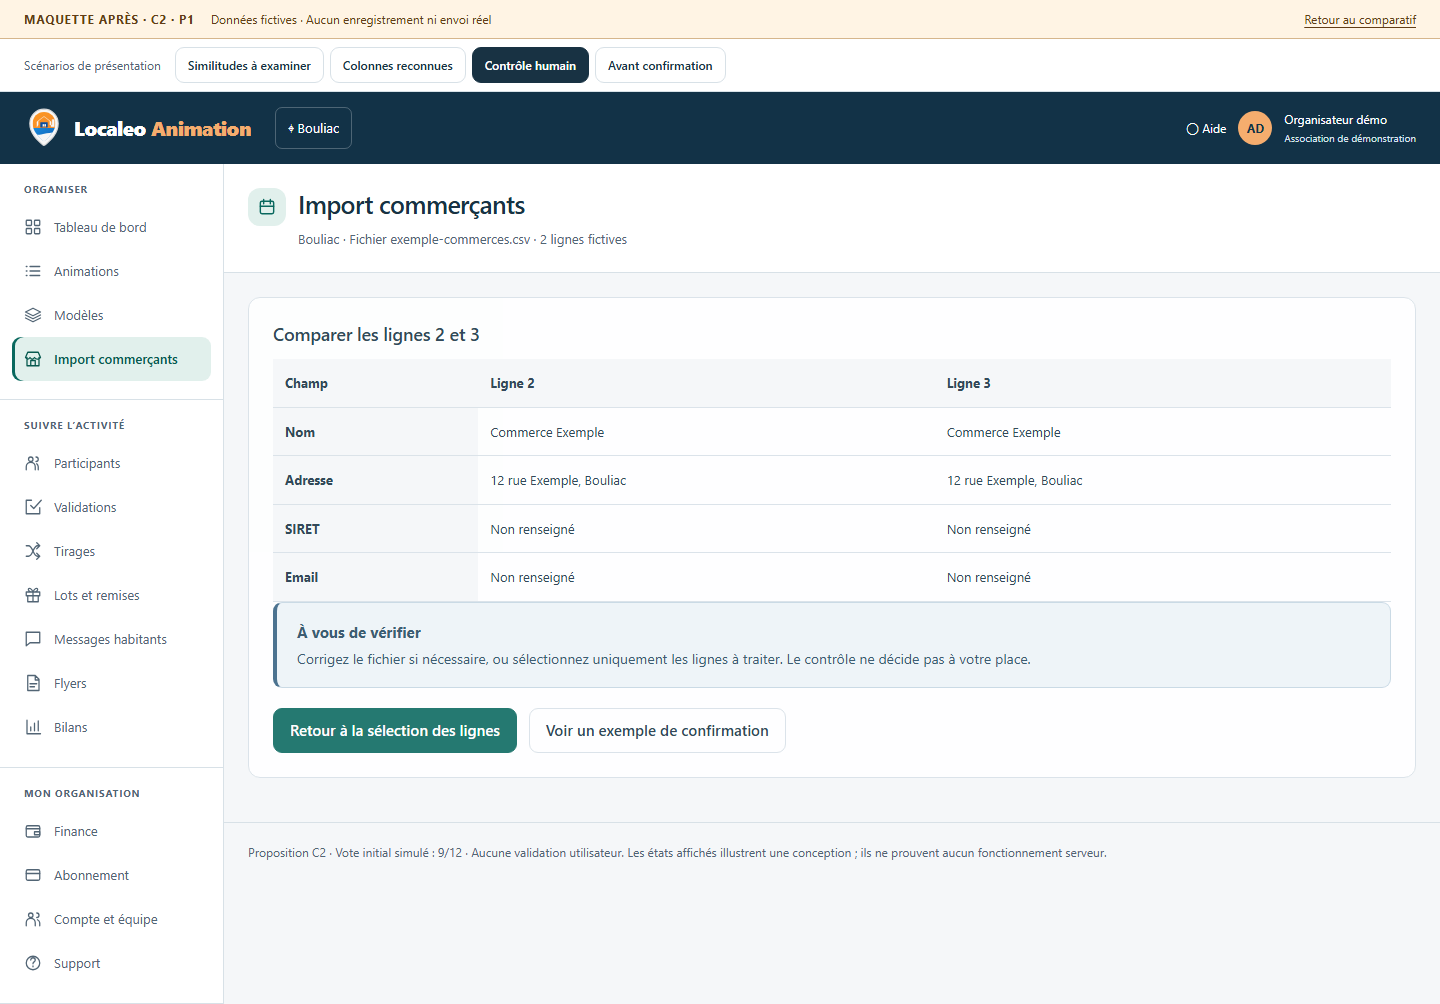 MAQUETTE APRÈS · C2 · P1 Données fictives · Aucun enregistrement ni envoi réel Retour au comparatif
Scénarios de présentation Similitudes à examiner Colonnes reconnues Contrôle humain Avant confirmation
Localeo Animation Bouliac Aide AD Organisateur démo
Association de démonstration
ORGANISER
Tableau de bord
Animations
Modèles
Import commerçants
SUIVRE L'ACTIVITÉ
Participants
Validations
Tirages
Lots et remises
Messages habitants
Flyers
Bilans
MON ORGANISATION
Finance
Abonnement
Compte et équipe
Support
Import commerçants
Bouliac · Fichier exemple-commerces.csv · 2 lignes fictives
Comparer les lignes 2 et 3
Champ Ligne 2 Ligne 3
Nom Commerce Exemple Commerce Exemple
Adresse 12 rue Exemple, Bouliac 12 rue Exemple, Bouliac
SIRET Non renseigné Non renseigné
Email Non renseigné Non renseigné
À vous de vérifier
Corrigez le fichier si nécessaire, ou sélectionnez uniquement les lignes à traiter. Le contrôle ne décide pas à votre place.
Retour à la sélection des lignes Voir un exemple de confirmation
Proposition C2 · Vote initial simulé : 9/12 · Aucune validation utilisateur. Les états affichés illustrent une conception ; ils ne prouvent aucun fonctionnement serveur.